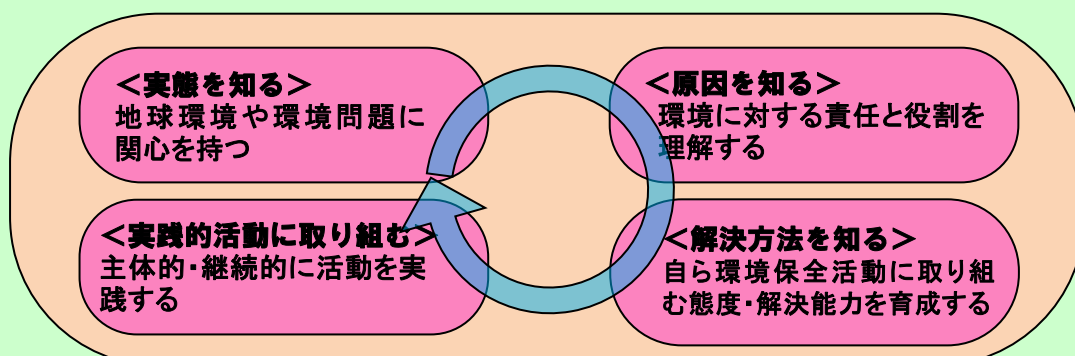 ＜実態を知る＞
地球環境や環境問題に
関心を持つ
＜原因を知る＞
環境に対する責任と役割を
理解する
＜実践的活動に取り組む＞
主体的・継続的に活動を実
践する
＜解決方法を知る＞
自ら環境保全活動に取り組
む態度・解決能力を育成する